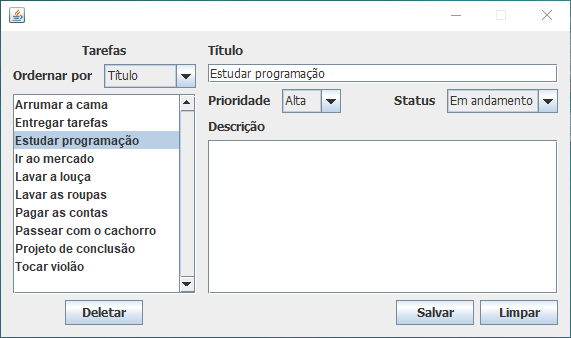 Tarefas
Ordernar por Título
Arrumar a cama
Entregar tarefas
Estudar programação
Ir ao mercado
Lavar a louça
Lavar as roupas
Pagar as contas
Passear com o cachorro
Projeto de conclusão
Tocar violão
Deletar
Título
Estudar programação
Prioridade Alta Status Em andamento
Descrição
Salvar Limpar